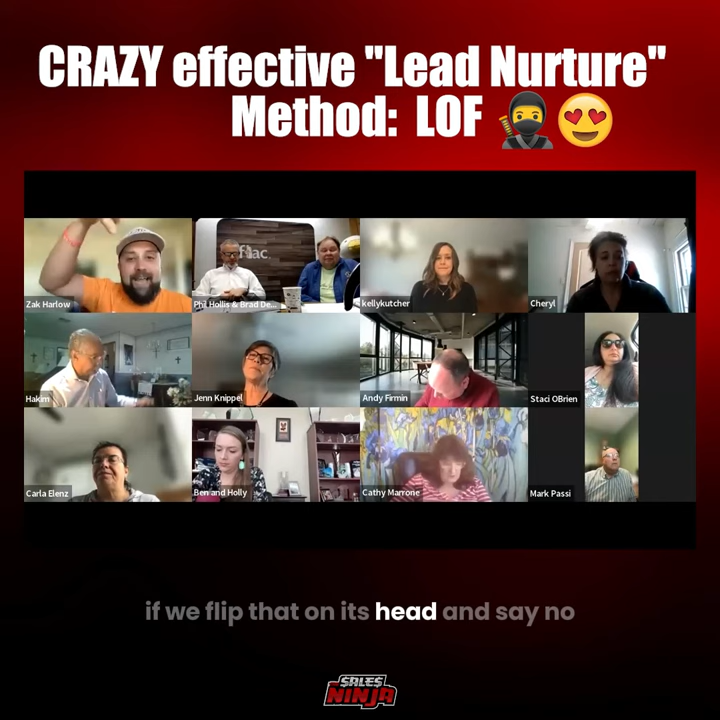 CRAZY effective "Lead Nurture"
Method: LOF
Zak Harlow
Phil Hollis & Brad De...
kellykutcher
Cheryl
Hakim
Jenn Knippel
Andy Firmin
Staci OBrien
Carla Elenz
Ben and Holly
Cathy Marrone
Mark Passi
if we flip that on its head and say no
SALES
NINJA